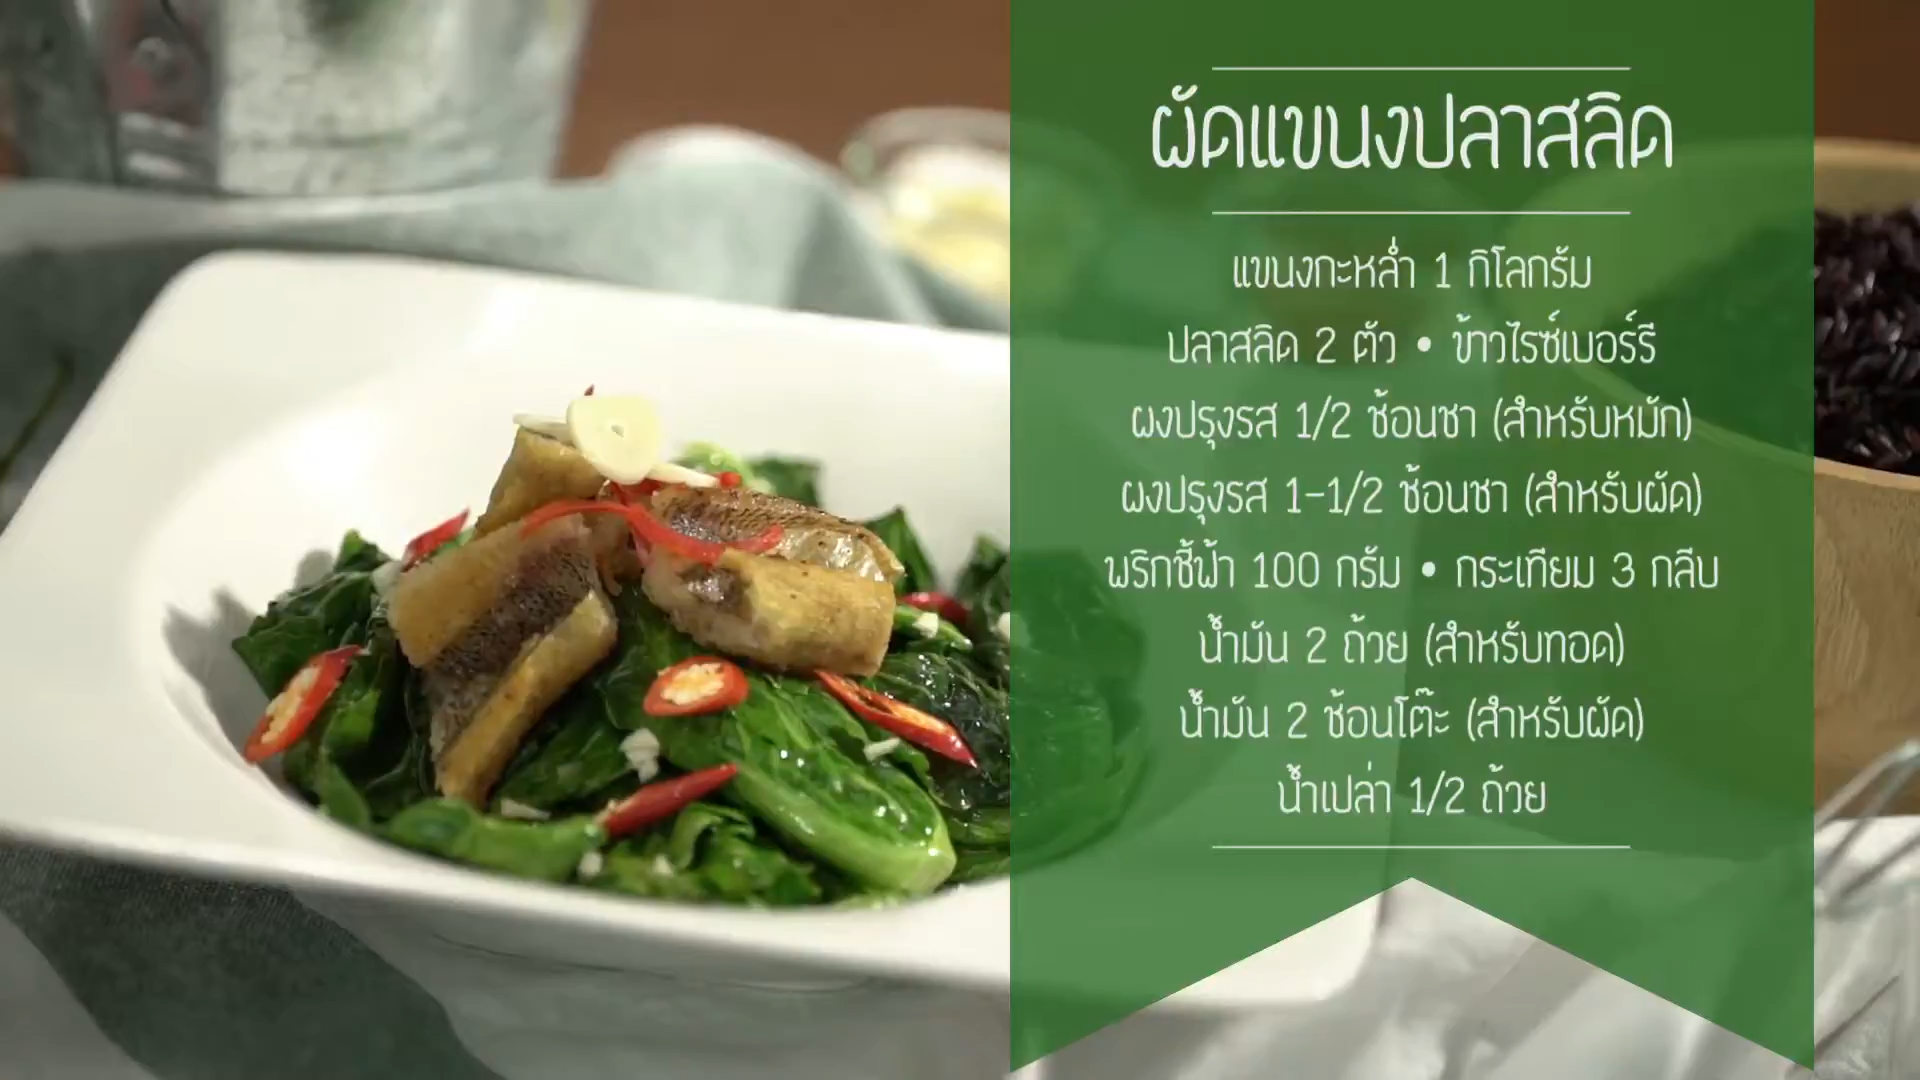 ผัดแขนงปลาสลิด
แขนงกะหล่ำ 1 กิโลกรัม
ปลาสลิด 2 ตัว • ข้าวไรซ์เบอร์รี
ผงปรุงรส 1/2 ช้อนชา (สำหรับหมัก)
ผงปรุงรส 1-1/2 ช้อนชา (สำหรับผัด)
พริกชี้ฟ้า 100 กรัม • กระเทียม 3 กลีบ
น้ำมัน 2 ถ้วย (สำหรับทอด)
น้ำมัน 2 ช้อนโต๊ะ (สำหรับผัด)
น้ำเปล่า 1/2 ถ้วย